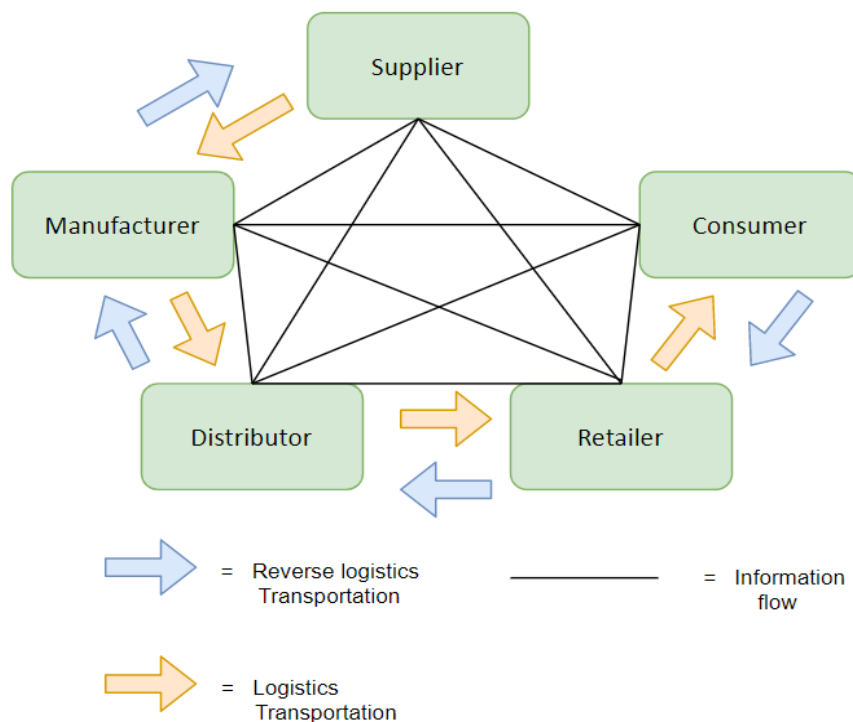 Supplier
Manufacturer
Consumer
Distributor
Retailer
= Reverse logistics
Transportation
= Information
flow
= Logistics
Transportation